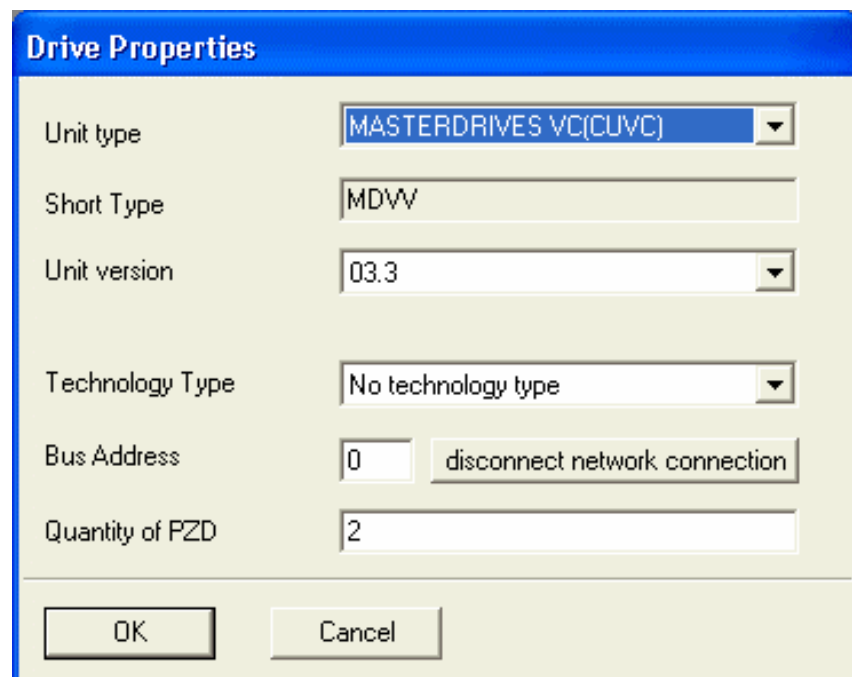 Drive Properties
Unit type MASTERDRIVES VC(CUVC)
Short Type MDVV
Unit version 03.3
Technology Type No technology type
Bus Address 0 disconnect network connection
Quantity of PZD 2
OK Cancel